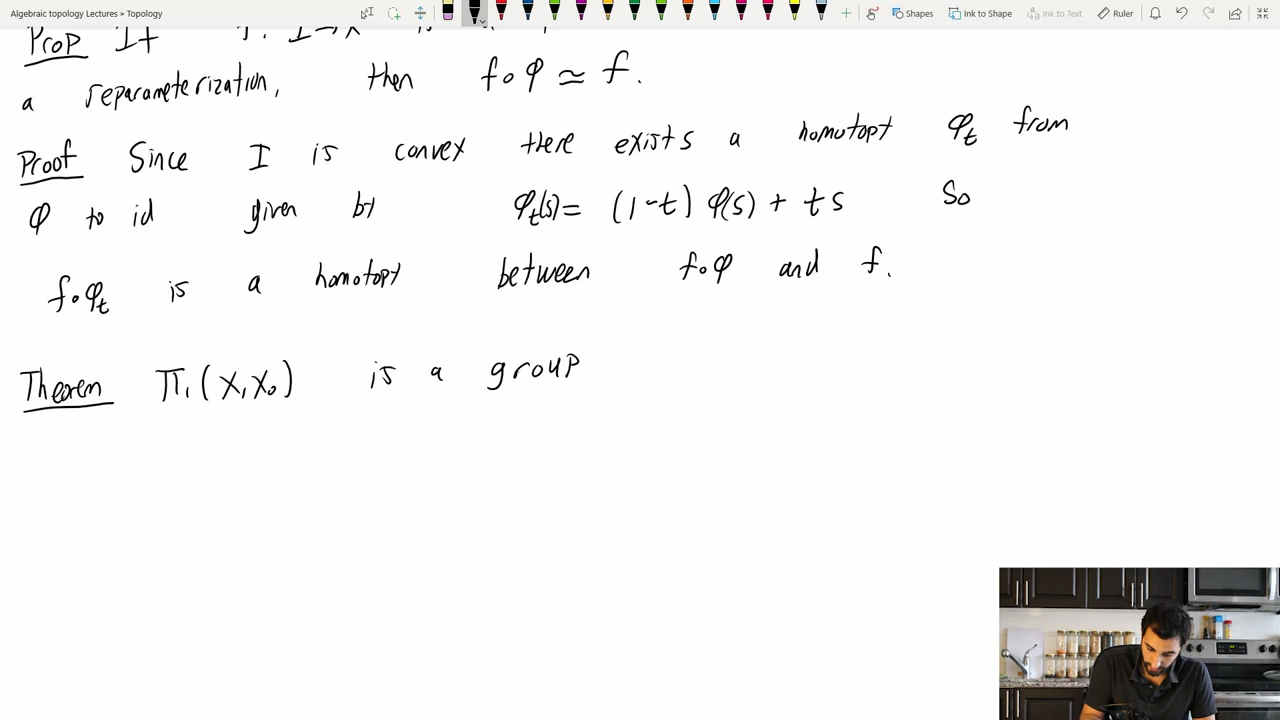 Algebraic topology Lectures » Topology
Shapes Ink to Shape Ink to Text Ruler
Prop If
a reparameterization, then f∘φ ≃ f.
Proof Since I is convex there exists a homotopt φₜ from
φ to id given by φₜ(s)= (1-t) φ(s) + ts So
f∘φₜ is a homotopt between f∘φ and f.
Theorem π₁(X,x₀) is a group